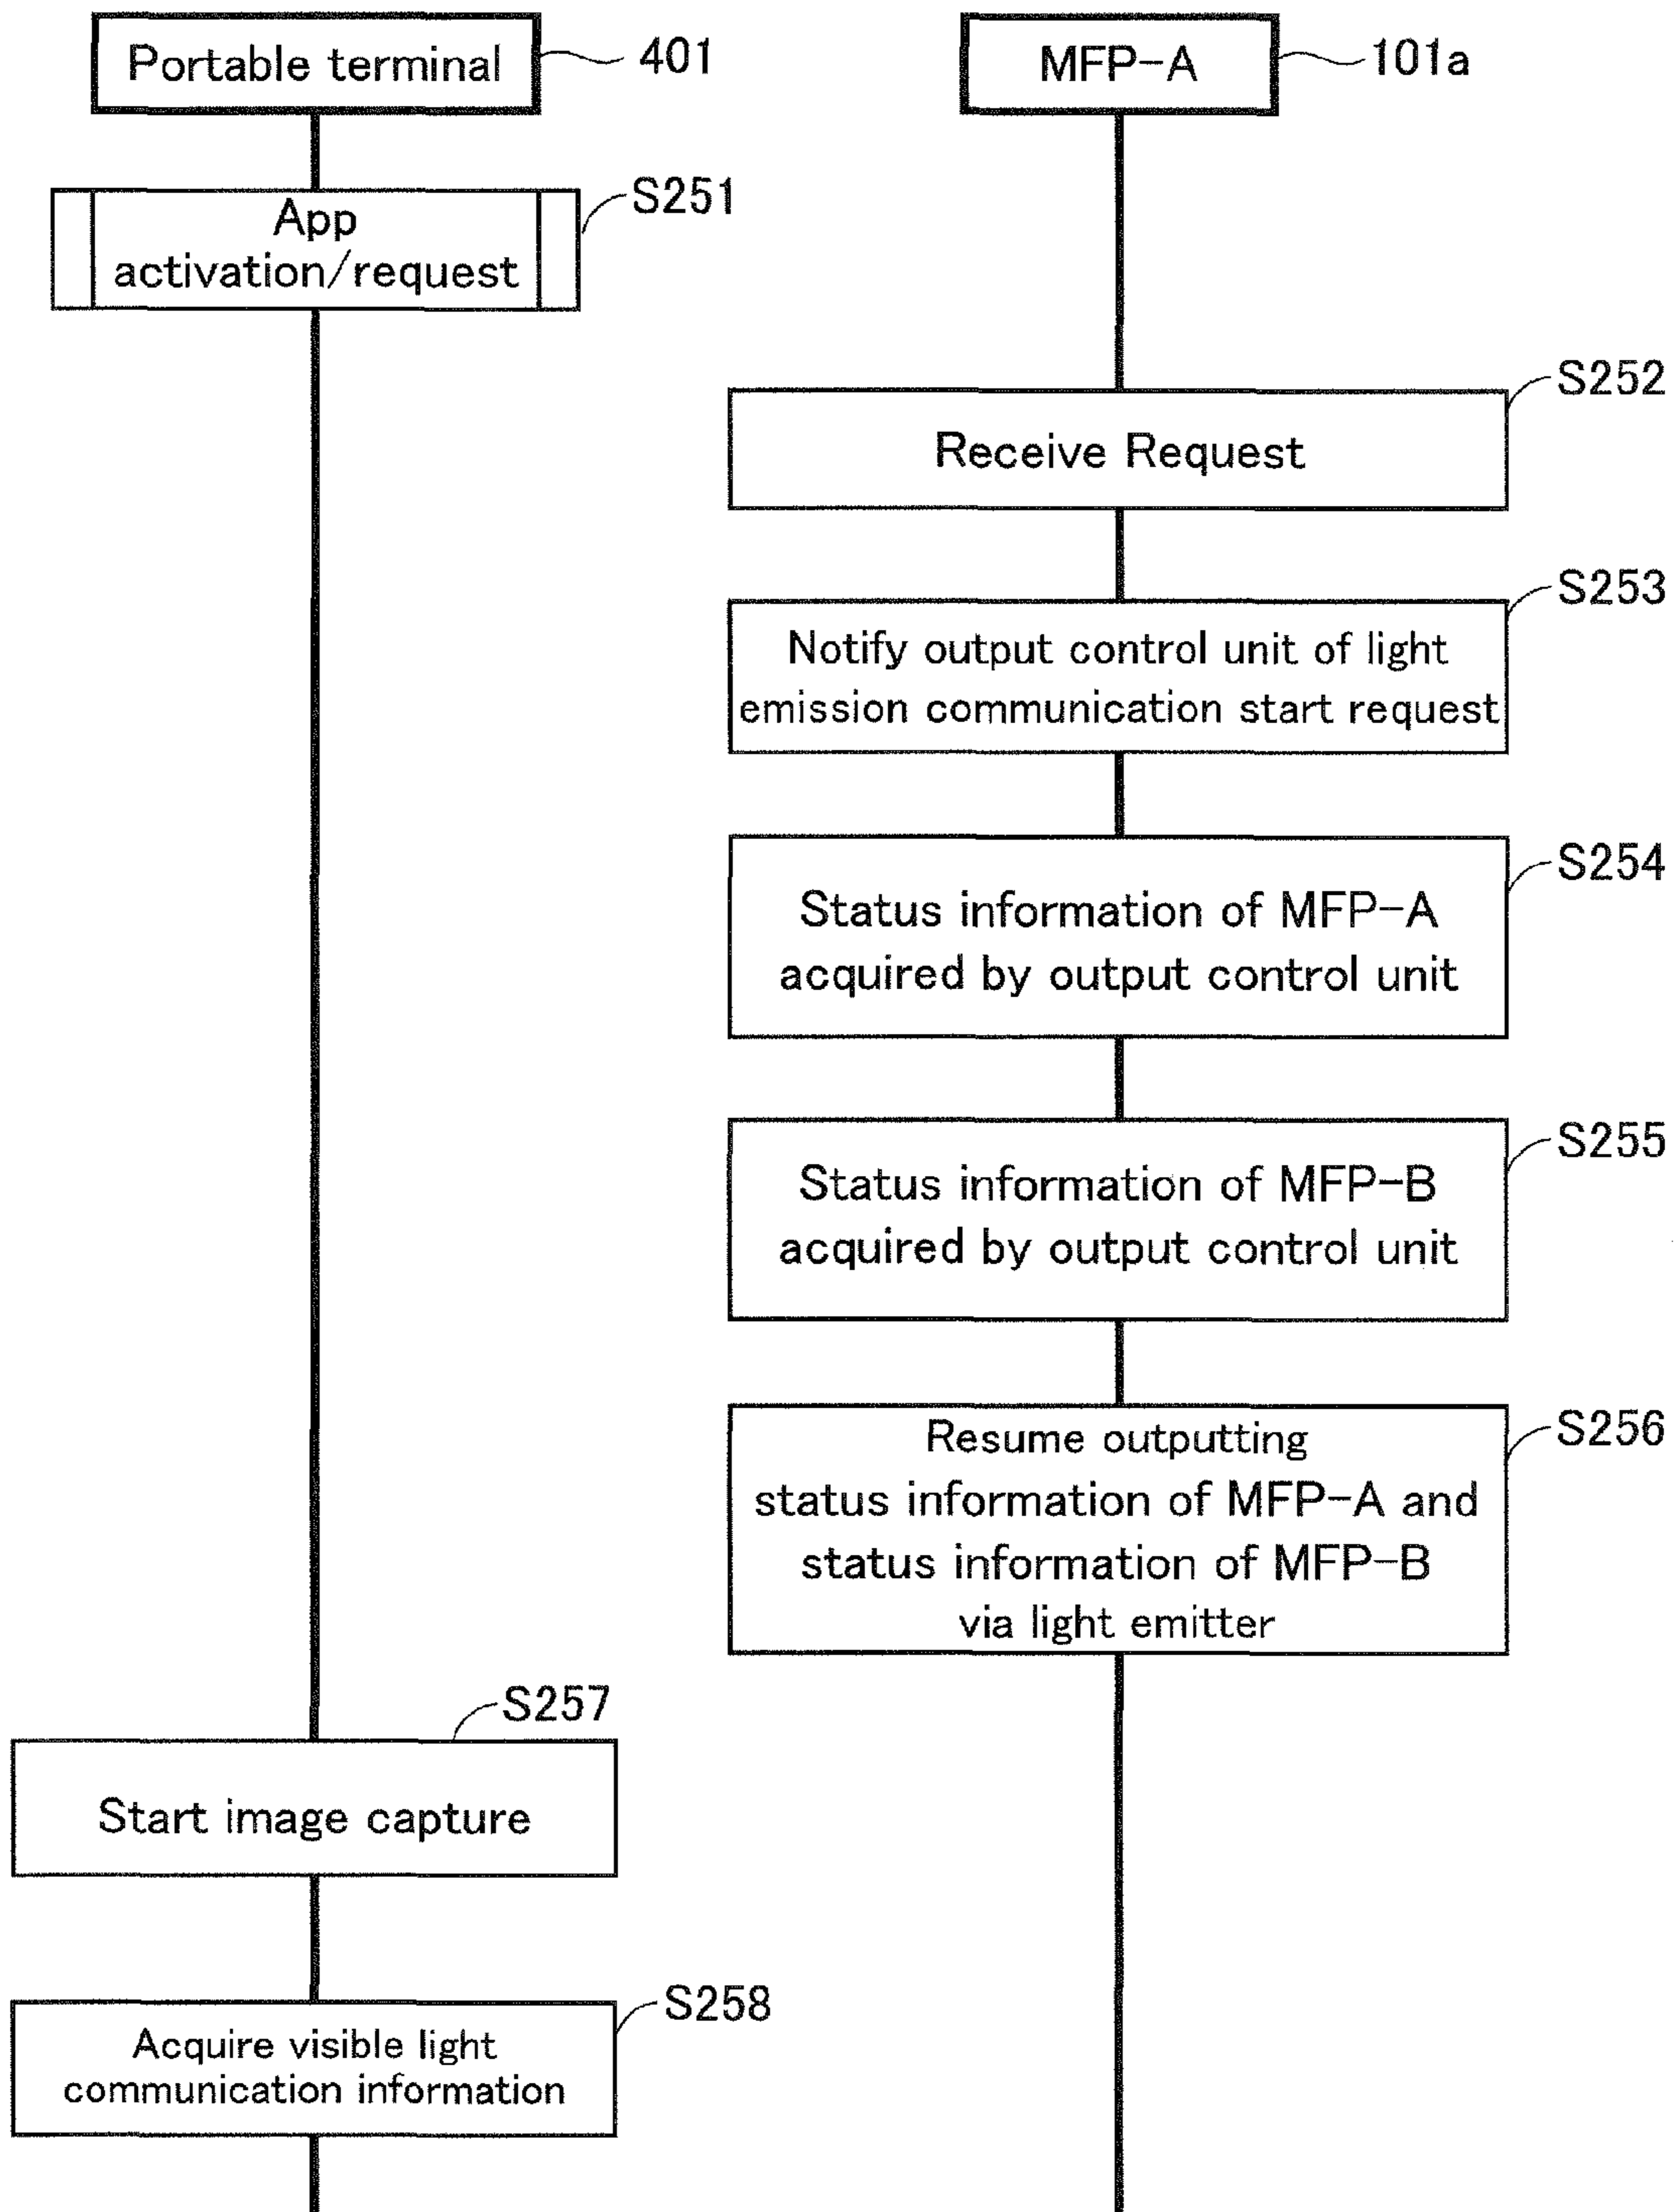 Portable terminal
401
MFP-A
101a
S251
App
activation/request
S252
Receive Request
S253
Notify output control unit of light
emission communication start request
S254
Status information of MFP-A
acquired by output control unit
S255
Status information of MFP-B
acquired by output control unit
S256
Resume outputting
status information of MFP-A and
status information of MFP-B
via light emitter
S257
Start image capture
S258
Acquire visible light
communication information